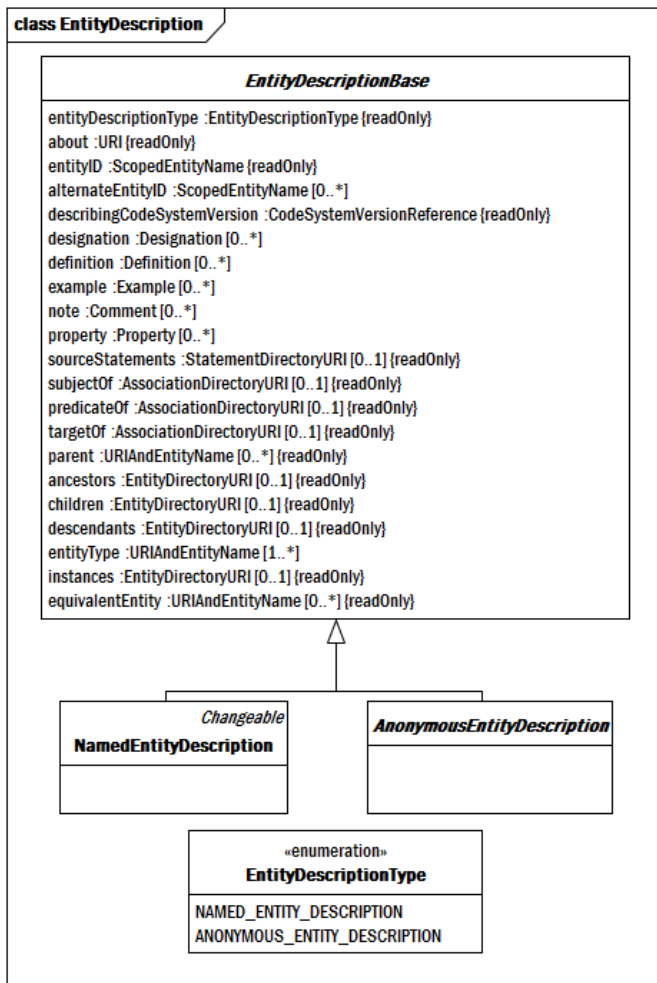 class EntityDescription
EntityDescriptionBase
entityDescriptionType :EntityDescriptionType {readOnly}
about :URI {readOnly}
entityID :ScopedEntityName {readOnly}
alternateEntityID :ScopedEntityName [0..*]
describingCodeSystemVersion :CodeSystemVersionReference {readOnly}
designation :Designation [0..*]
definition :Definition [0..*]
example :Example [0..*]
note :Comment [0..*]
property :Property [0..*]
sourceStatements :StatementDirectoryURI [0..1] {readOnly}
subjectOf :AssociationDirectoryURI [0..1] {readOnly}
predicateOf :AssociationDirectoryURI [0..1] {readOnly}
targetOf :AssociationDirectoryURI [0..1] {readOnly}
parent :URIAndEntityName [0..*] {readOnly}
ancestors :EntityDirectoryURI [0..1] {readOnly}
children :EntityDirectoryURI [0..1] {readOnly}
descendants :EntityDirectoryURI [0..1] {readOnly}
entityType :URIAndEntityName [1..*]
instances :EntityDirectoryURI [0..1] {readOnly}
equivalentEntity :URIAndEntityName [0..*] {readOnly}
Changeable
NamedEntityDescription
AnonymousEntityDescription
«enumeration»
EntityDescriptionType
NAMED_ENTITY_DESCRIPTION
ANONYMOUS_ENTITY_DESCRIPTION